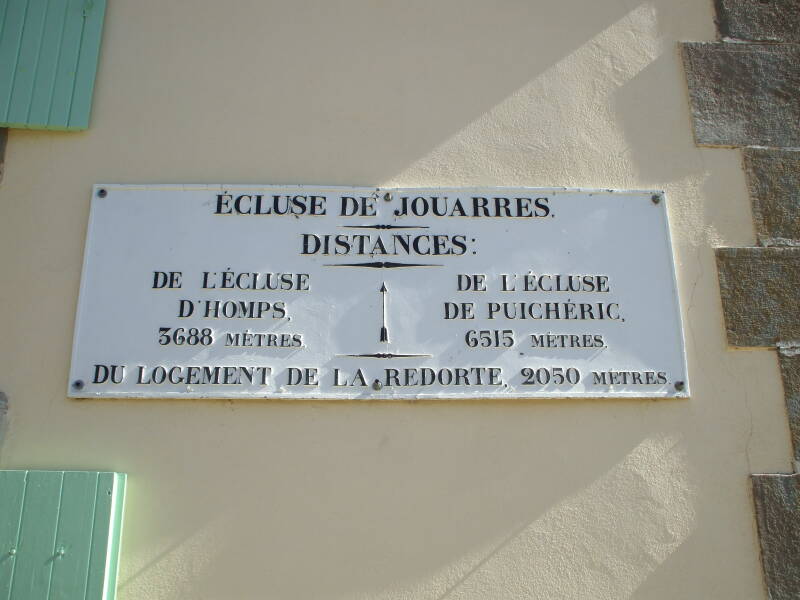 ÉCLUSE DE JOUARRES.
DISTANCES:
DE L'ÉCLUSE
D'HOMPS,
3688 MÈTRES.
DE L'ÉCLUSE
DE PUICHÉRIC,
6515 MÈTRES.
DU LOGEMENT DE LA REDORTE, 2050 MÈTRES.